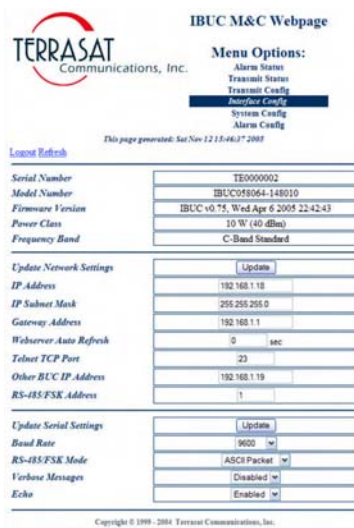 IBUC M&C Webpage
TERRASAT
Communications, Inc.
Menu Options:
Alarm Status
Transmit Status
Transmit Config
Interface Config
System Config
Alarm Config
This page generated: Sat Nov 12 15:46:37 2005
Logout Refresh
Serial Number TE0000002
Model Number IBUC058064-148010
Firmware Version IBUC v0.75, Wed Apr 6 2005 22:42:43
Power Class 10 W (40 dBm)
Frequency Band C-Band Standard
Update Network Settings Update
IP Address 192.168.1.18
IP Subnet Mask 255.255.255.0
Gateway Address 192.168.1.1
Webserver Auto Refresh 0 sec
Telnet TCP Port 23
Other BUC IP Address 192.168.1.19
RS-485/FSK Address 1
Update Serial Settings Update
Baud Rate 9600
RS-485/FSK Mode ASCII Packet
Verbose Messages Disabled
Echo Enabled
Copyright © 1999 - 2004 Terrasat Communications, Inc.